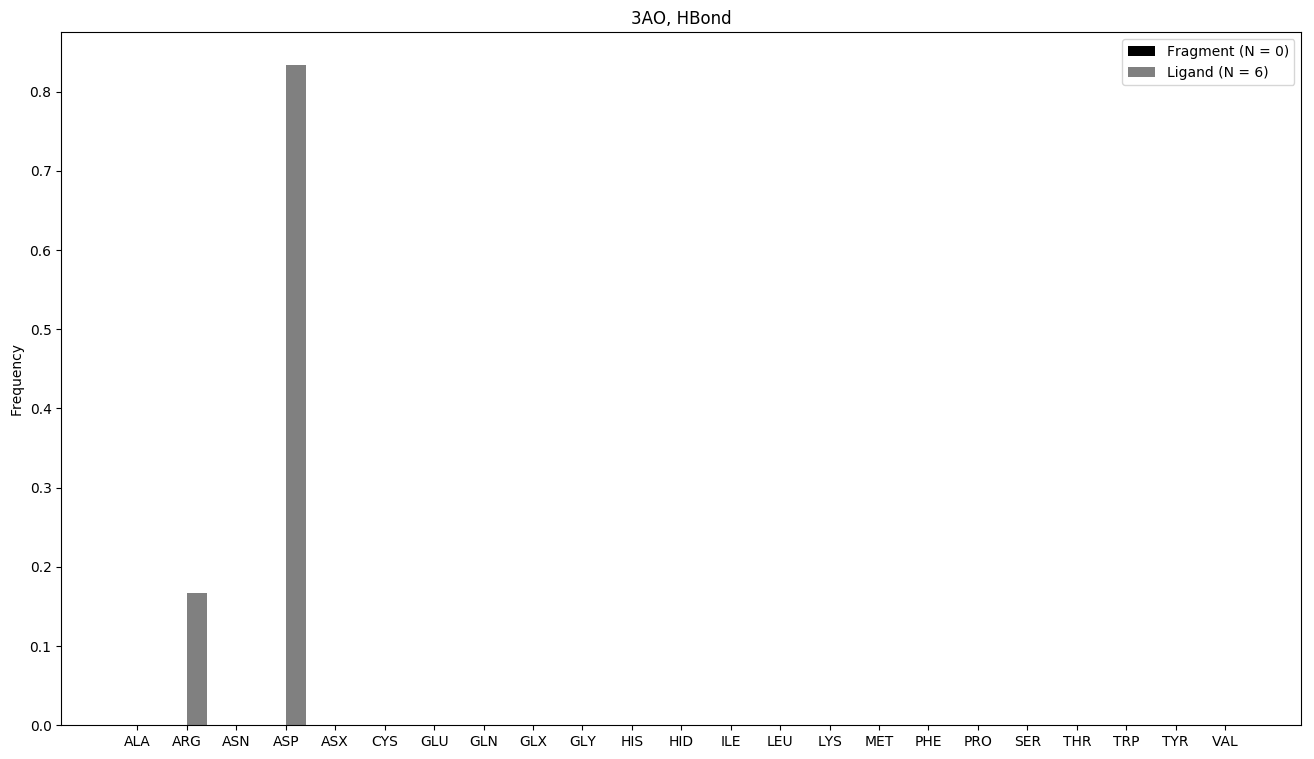 3AO, HBond
Fragment (N = 0)
Ligand (N = 6)
Frequency
0.8
0.7
0.6
0.5
0.4
0.3
0.2
0.1
0.0
ALA ARG ASN ASP ASX CYS GLU GLN GLX GLY HIS HID ILE LEU LYS MET PHE PRO SER THR TRP TYR VAL